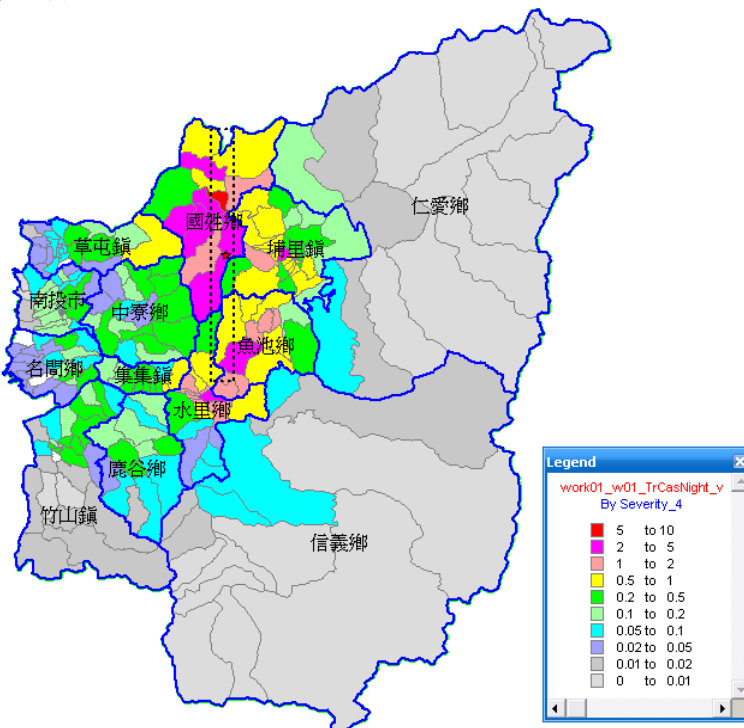 仁愛鄉
國姓鄉
草屯鎮
埔里鎮
南投市
中寮鄉
魚池鄉
名間鄉
集集鎮
水里鄉
鹿谷鄉
竹山鎮
信義鄉
Legend
work01_w01_TrCasNight_v
By Severity_4
5 to 10
2 to 5
1 to 2
0.5 to 1
0.2 to 0.5
0.1 to 0.2
0.05 to 0.1
0.02 to 0.05
0.01 to 0.02
0 to 0.01